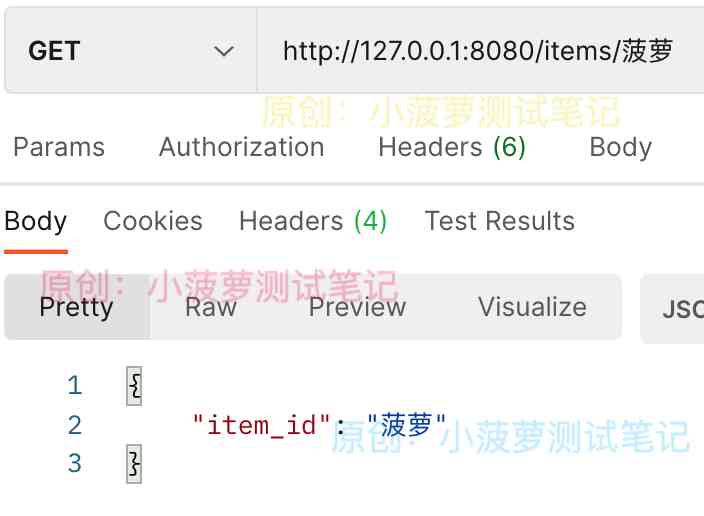 GET http://127.0.0.1:8080/items/菠萝
原创：小菠萝测试笔记
Params Authorization Headers (6) Body
Body Cookies Headers (4) Test Results
原创：小菠萝测试笔记
Pretty Raw Preview Visualize JSO
1 {
2 "item_id": "菠萝"
原创：小菠萝测试笔记
3 }